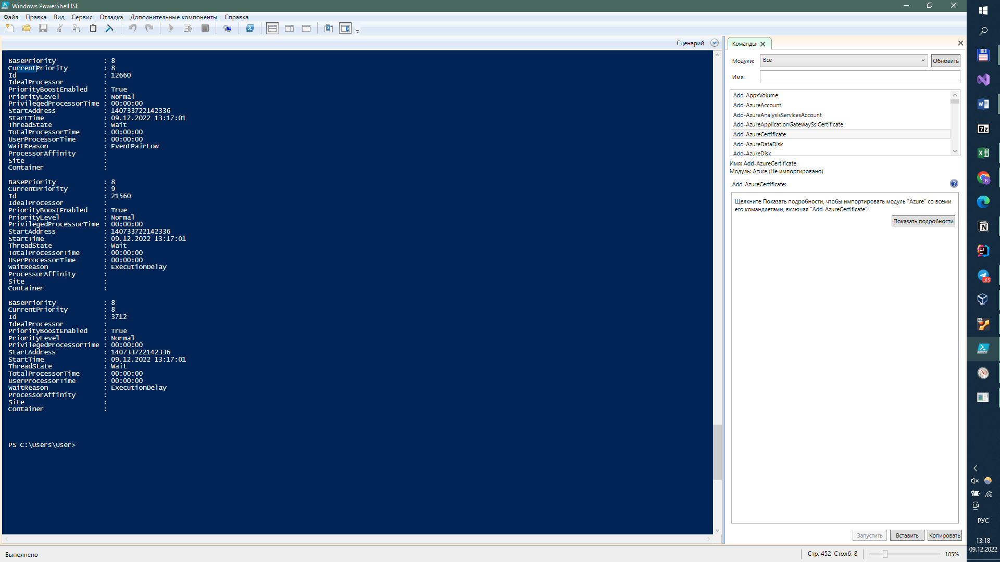 Windows PowerShell ISE
Файл Правка Вид Сервис Отладка Дополнительные компоненты Справка
Сценарий
BasePriority : 8
CurrentPriority : 8
Id : 12660
IdealProcessor :
PriorityBoostEnabled : True
PriorityLevel : Normal
PrivilegedProcessorTime : 00:00:00
StartAddress : 140733722142336
StartTime : 09.12.2022 13:17:01
ThreadState : Wait
TotalProcessorTime : 00:00:00
UserProcessorTime : 00:00:00
WaitReason : EventPairLow
ProcessorAffinity :
Site :
Container :
BasePriority : 8
CurrentPriority : 9
Id : 21560
IdealProcessor :
PriorityBoostEnabled : True
PriorityLevel : Normal
PrivilegedProcessorTime : 00:00:00
StartAddress : 140733722142336
StartTime : 09.12.2022 13:17:01
ThreadState : Wait
TotalProcessorTime : 00:00:00
UserProcessorTime : 00:00:00
WaitReason : ExecutionDelay
ProcessorAffinity :
Site :
Container :
BasePriority : 8
CurrentPriority : 8
Id : 3712
IdealProcessor :
PriorityBoostEnabled : True
PriorityLevel : Normal
PrivilegedProcessorTime : 00:00:00
StartAddress : 140733722142336
StartTime : 09.12.2022 13:17:01
ThreadState : Wait
TotalProcessorTime : 00:00:00
UserProcessorTime : 00:00:00
WaitReason : ExecutionDelay
ProcessorAffinity :
Site :
Container :
PS C:\Users\User>
Команды
Модули: Все Обновить
Имя:
Add-AppxVolume
Add-AzureAccount
Add-AzureAnalysisServicesAccount
Add-AzureApplicationGatewaySslCertificate
Add-AzureCertificate
Add-AzureDataDisk
Add-AzureDisk
Имя: Add-AzureCertificate
Модуль: Azure (Не импортировано)
Add-AzureCertificate:
Щелкните Показать подробности, чтобы импортировать модуль "Azure" со всеми
его командлетами, включая "Add-AzureCertificate".
Показать подробности
Запустить Вставить Копировать
Выполнено
Стр. 452 Столб. 8
105%
РУС
13:18
09.12.2022